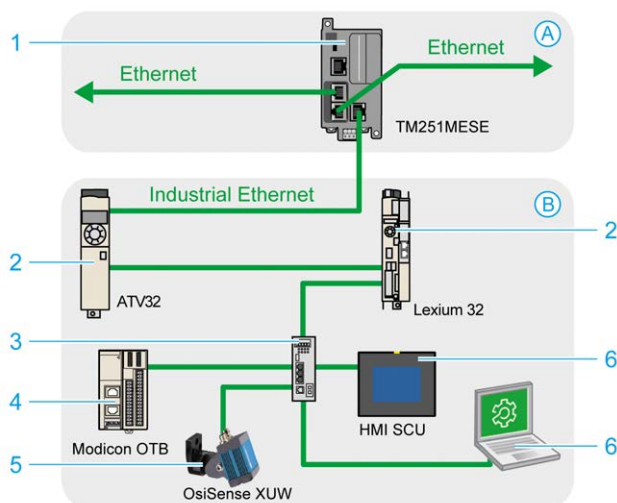 1
Ethernet
Ethernet
A
TM251MESE
Industrial Ethernet
B
2
ATV32
2
Lexium 32
3
4
Modicon OTB
5
OsiSense XUW
6
HMI SCU
6